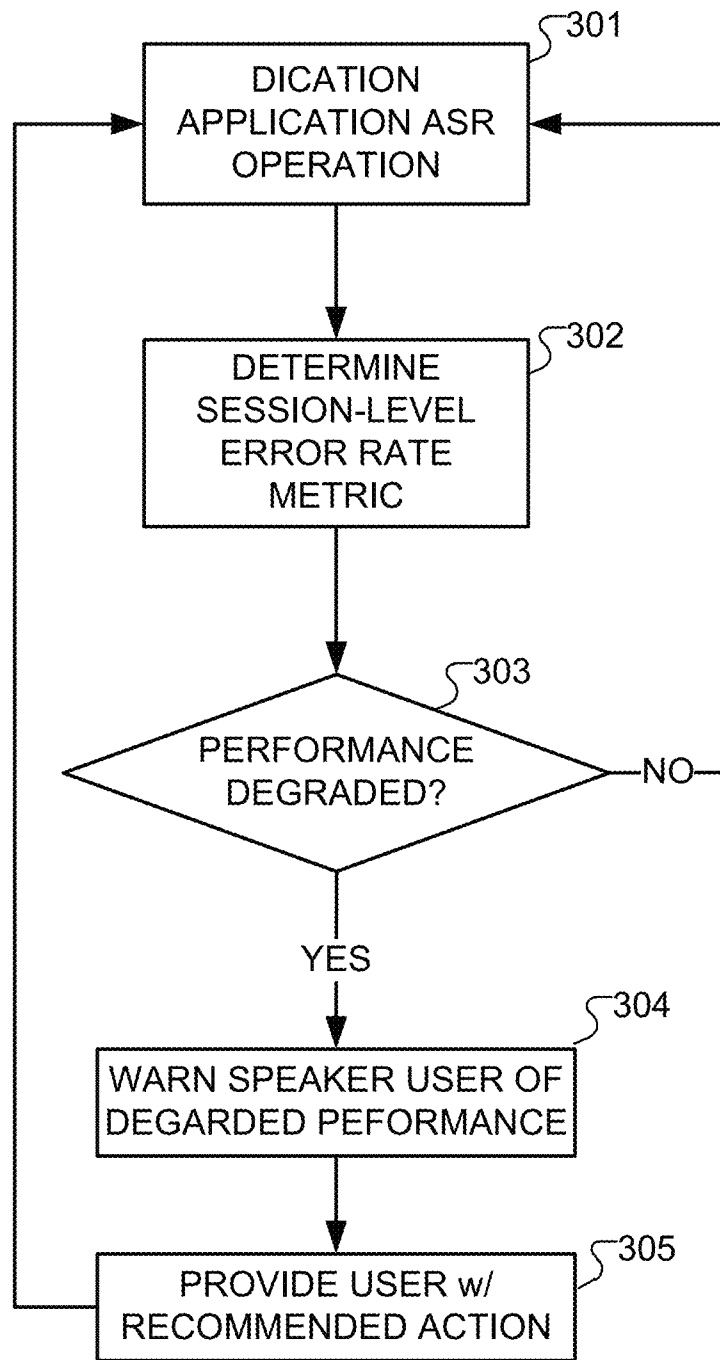 301
DICATION
APPLICATION ASR
OPERATION
302
DETERMINE
SESSION-LEVEL
ERROR RATE
METRIC
303
PERFORMANCE
DEGRADED?
NO
YES
304
WARN SPEAKER USER OF
DEGARDED PEFORMANCE
305
PROVIDE USER w/
RECOMMENDED ACTION